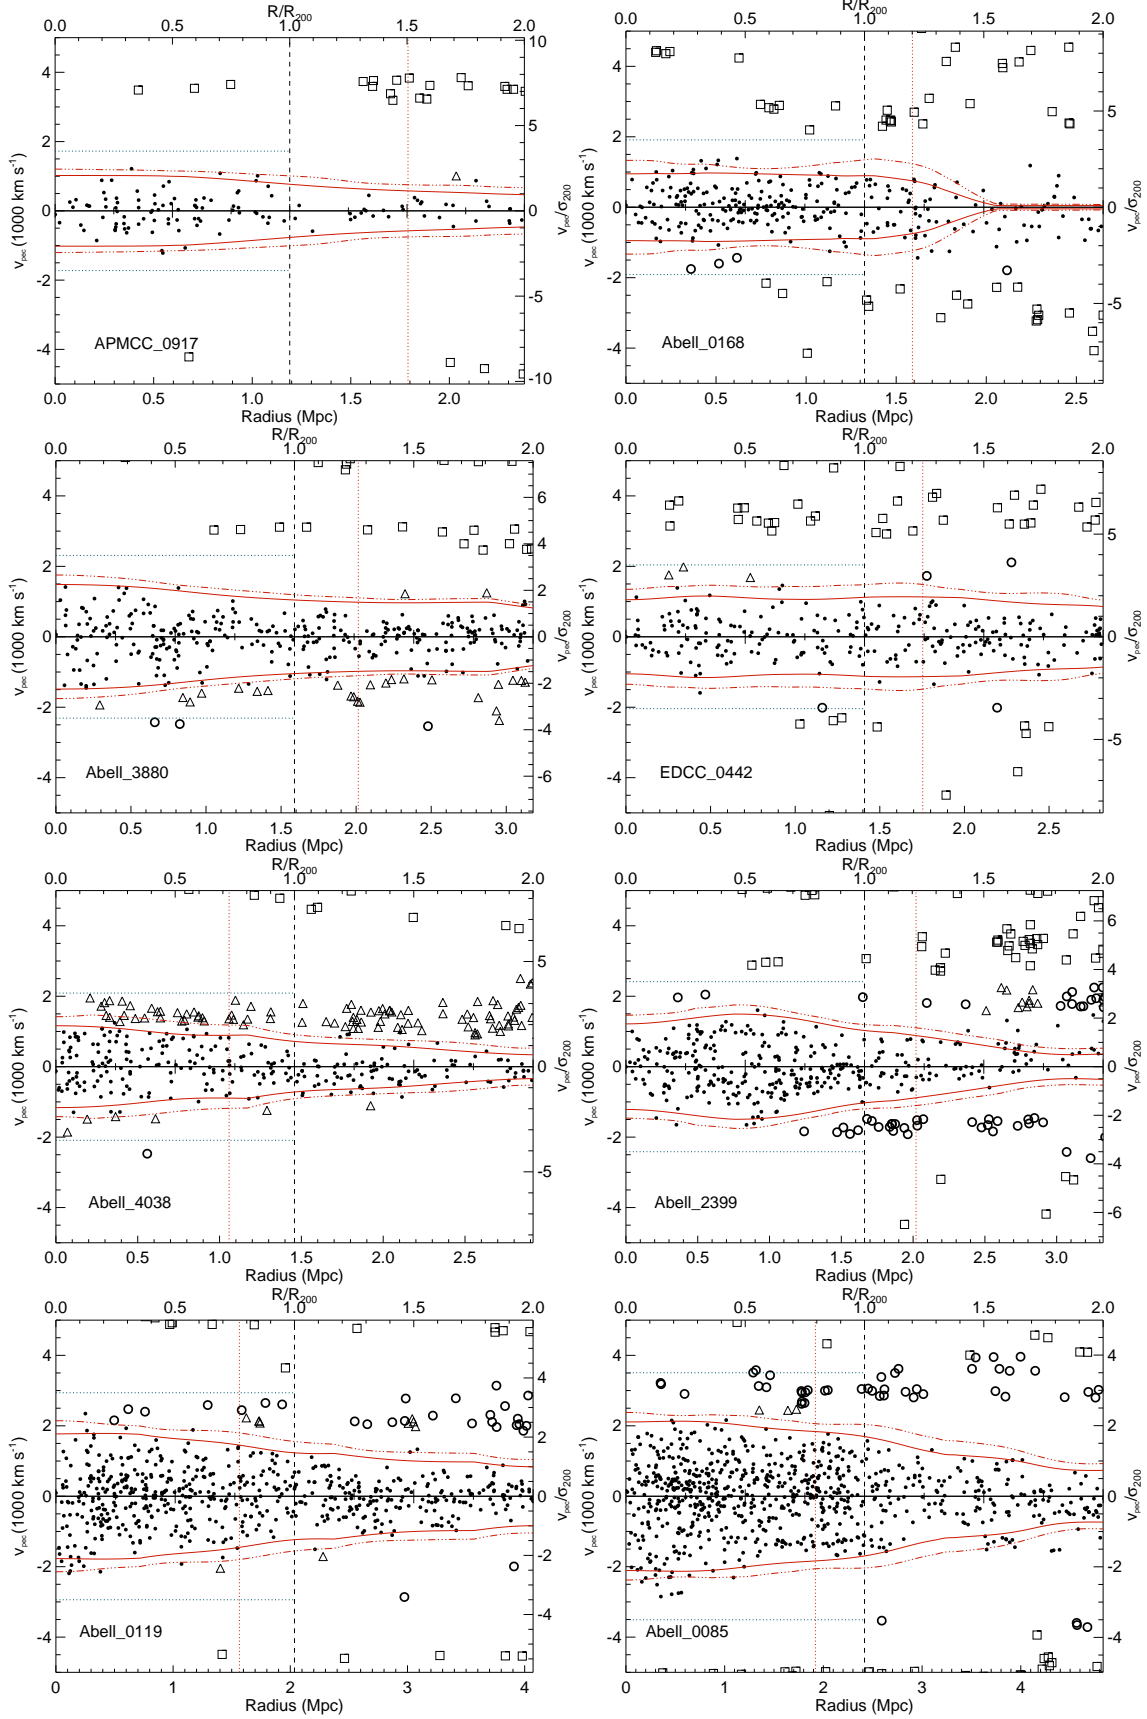 R/R200
R/R200
0.0 0.5 1.0 1.5 2.0
0.0 0.5 1.0 1.5 2.0
4 2 0 -2 -4
vpec (1000 km s-1)
APMCC_0917
10 5 0 -5 -10
vpec/σ200
4 2 0 -2 -4
vpec (1000 km s-1)
Abell_0168
5 0 -5
vpec/σ200
0.0 0.5 1.0 1.5 2.0
Radius (Mpc)
0.0 0.5 1.0 1.5 2.0 2.5
Radius (Mpc)
R/R200
R/R200
0.0 0.5 1.0 1.5 2.0
0.0 0.5 1.0 1.5 2.0
4 2 0 -2 -4
vpec (1000 km s-1)
Abell_3880
6 4 2 0 -2 -4 -6
vpec/σ200
4 2 0 -2 -4
vpec (1000 km s-1)
EDCC_0442
5 0 -5
vpec/σ200
0.0 0.5 1.0 1.5 2.0 2.5 3.0
Radius (Mpc)
0.0 0.5 1.0 1.5 2.0 2.5
Radius (Mpc)
R/R200
R/R200
0.0 0.5 1.0 1.5 2.0
0.0 0.5 1.0 1.5 2.0
4 2 0 -2 -4
vpec (1000 km s-1)
Abell_4038
5 0 -5
vpec/σ200
4 2 0 -2 -4
vpec (1000 km s-1)
Abell_2399
6 4 2 0 -2 -4 -6
vpec/σ200
0.0 0.5 1.0 1.5 2.0 2.5
Radius (Mpc)
0.0 0.5 1.0 1.5 2.0 2.5 3.0
Radius (Mpc)
R/R200
R/R200
0.0 0.5 1.0 1.5 2.0
0.0 0.5 1.0 1.5 2.0
4 2 0 -2 -4
vpec (1000 km s-1)
Abell_0119
4 2 0 -2 -4
vpec/σ200
4 2 0 -2 -4
vpec (1000 km s-1)
Abell_0085
4 2 0 -2 -4
vpec/σ200
0 1 2 3 4
Radius (Mpc)
0 1 2 3 4
Radius (Mpc)